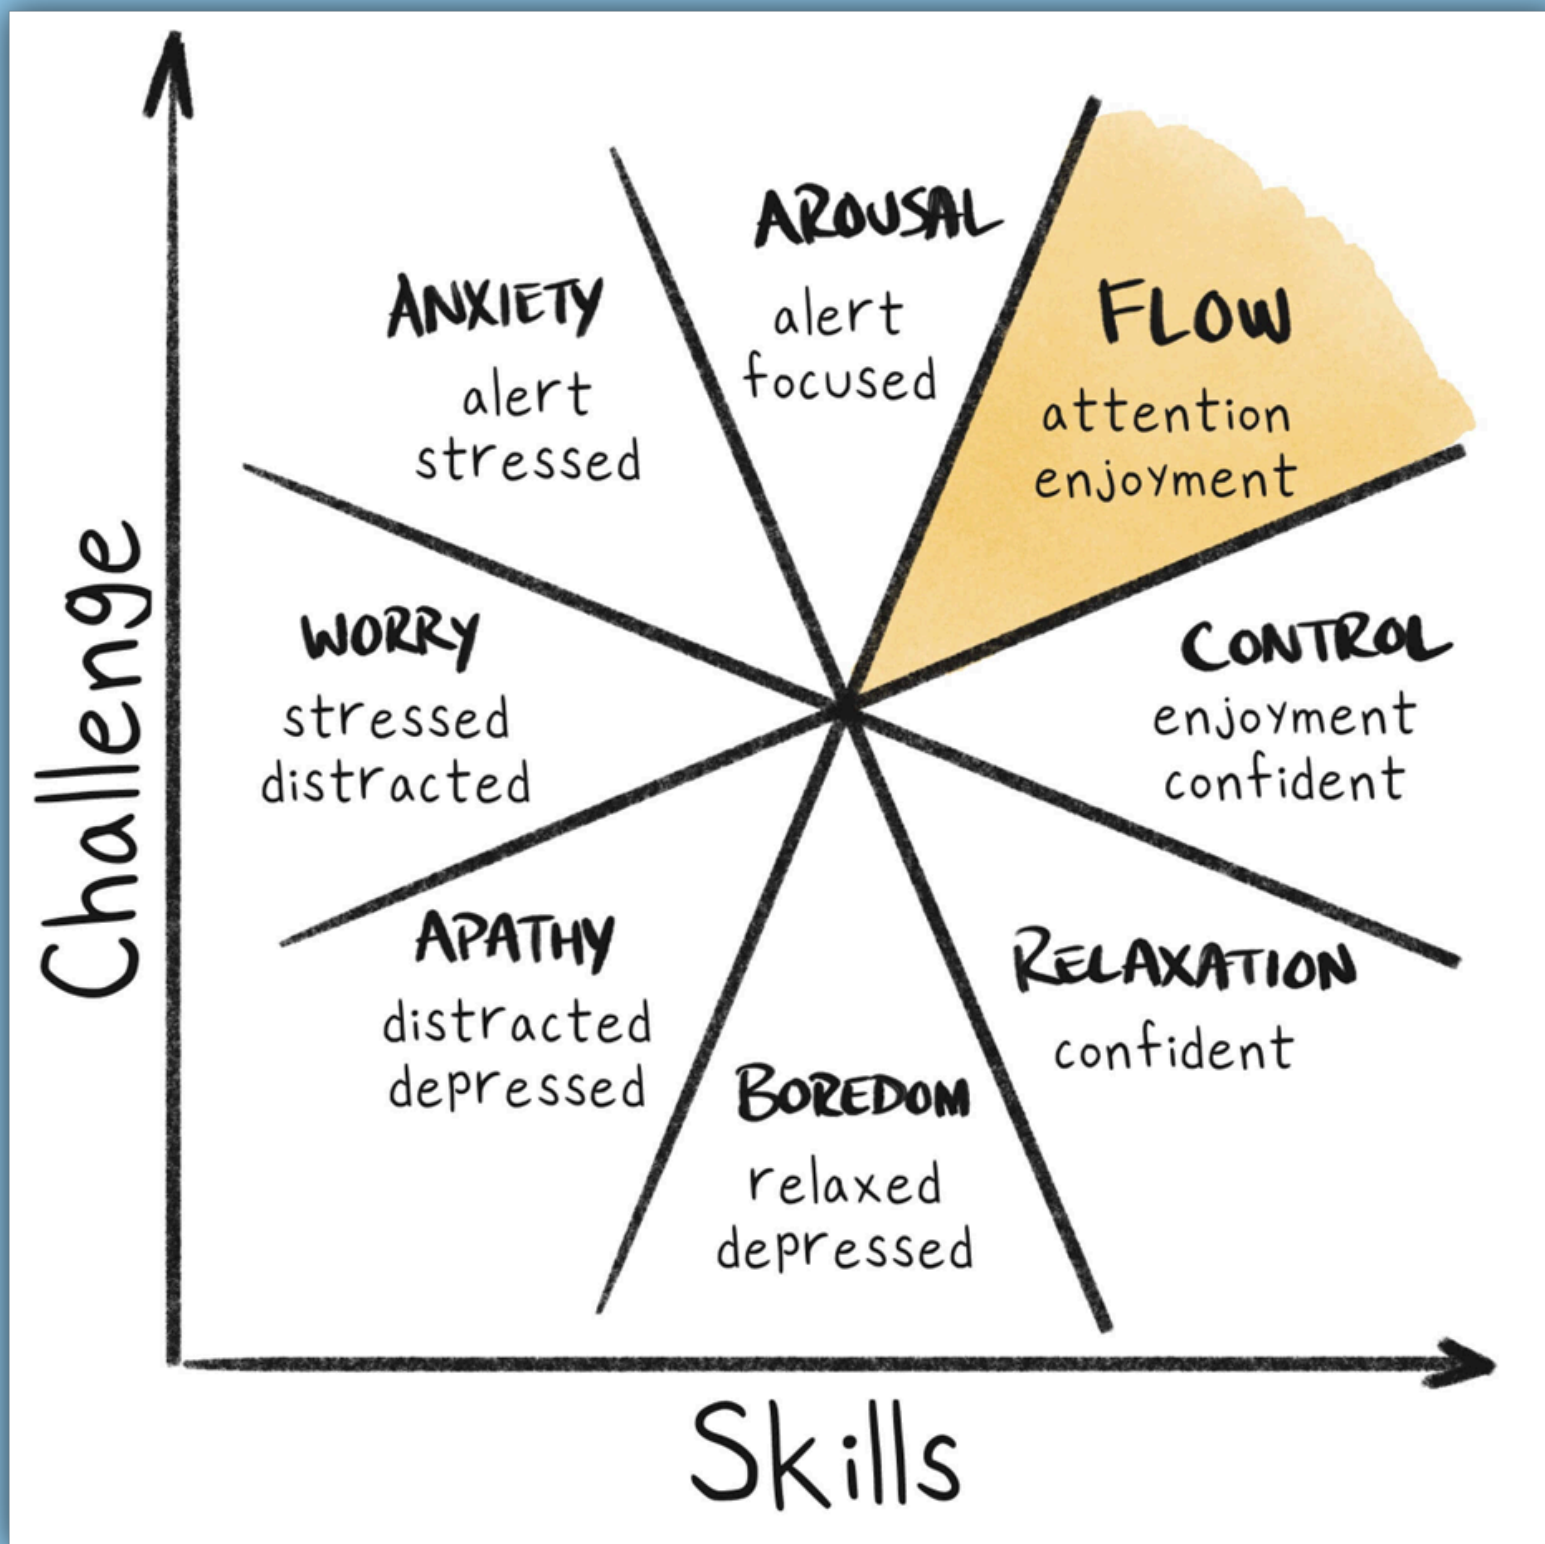 Challenge
AROUSAL
alert
focused
ANXIETY
alert
stressed
FLOW
attention
enjoyment
WORRY
stressed
distracted
CONTROL
enjoyment
confident
APATHY
distracted
depressed
RELAXATION
confident
BOREDOM
relaxed
depressed
Skills